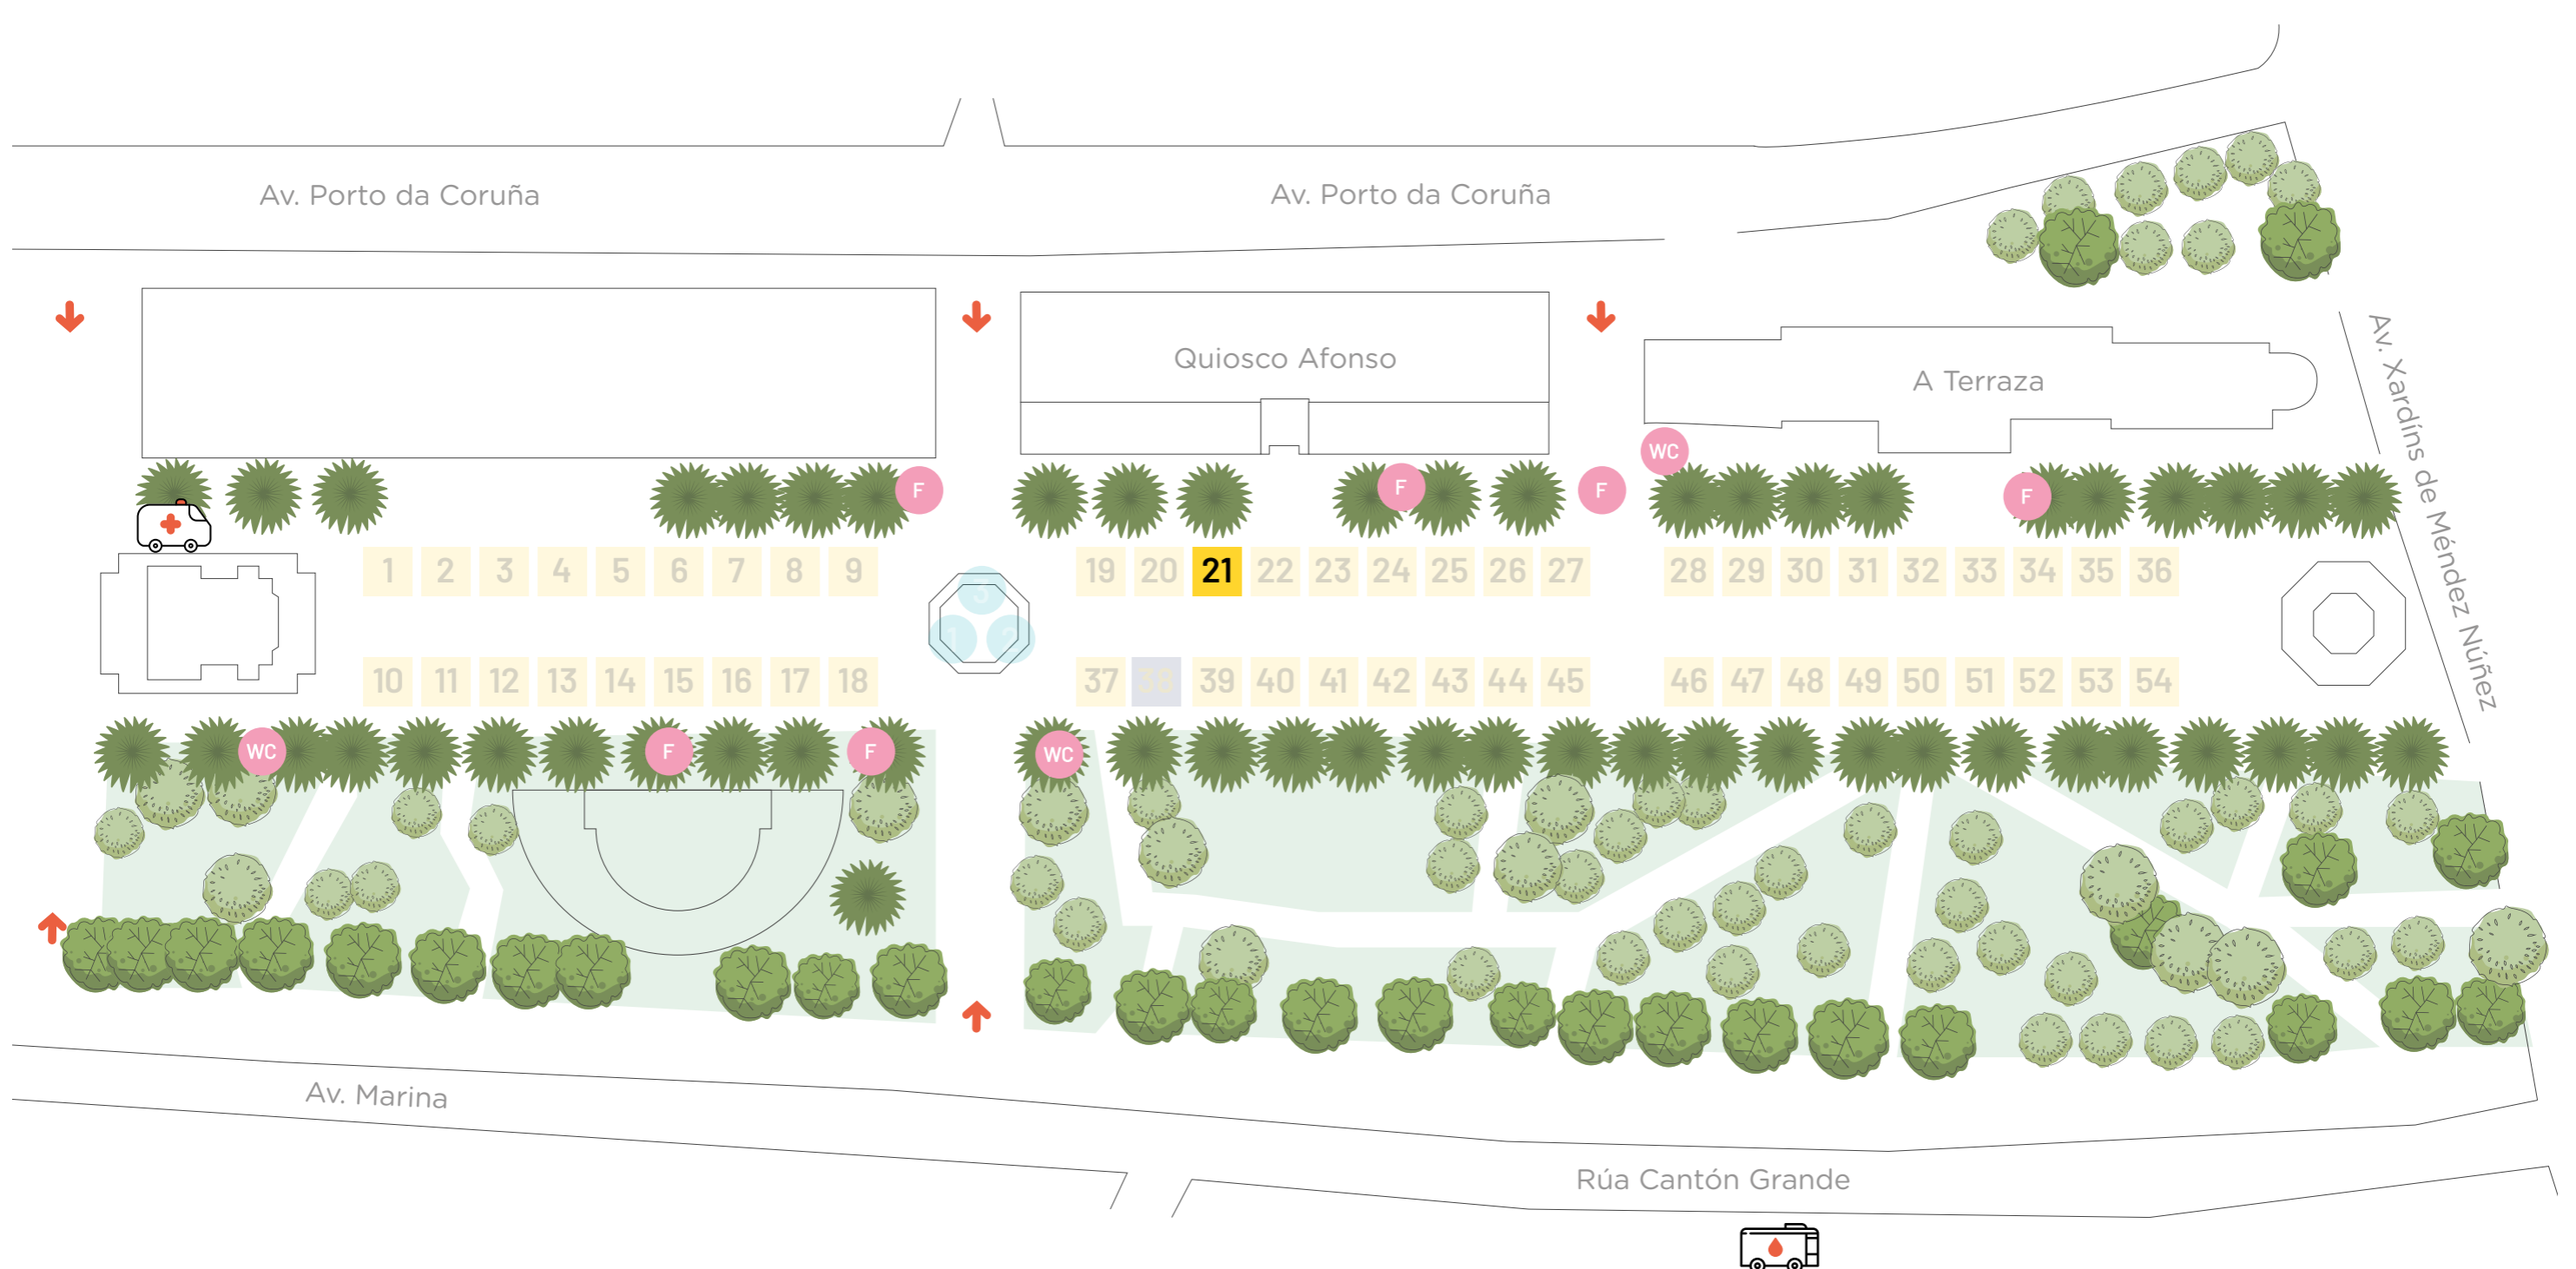 Av. Porto da Coruña
Av. Porto da Coruña
Quiosco Afonso
A Terraza
Av. Xardíns de Méndez Núñez
WC
F
F
F
F
1 2 3 4 5 6 7 8 9
19 20 21 22 23 24 25 26 27
28 29 30 31 32 33 34 35 36
3
1 2
10 11 12 13 14 15 16 17 18
37 38 39 40 41 42 43 44 45
46 47 48 49 50 51 52 53 54
WC
F
F
WC
Av. Marina
Rúa Cantón Grande